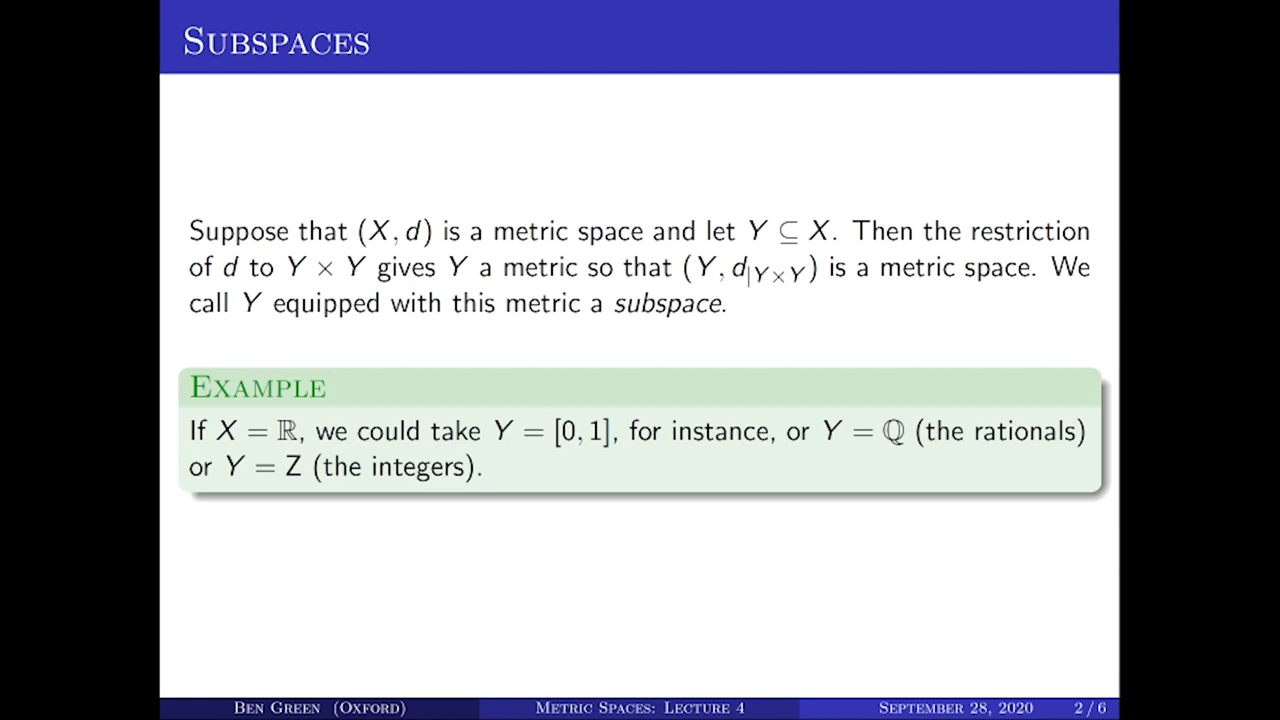 SUBSPACES
Suppose that (X, d) is a metric space and let Y ⊆ X. Then the restriction
of d to Y × Y gives Y a metric so that (Y, d|Y×Y) is a metric space. We
call Y equipped with this metric a subspace.
EXAMPLE
If X = ℝ, we could take Y = [0, 1], for instance, or Y = ℚ (the rationals)
or Y = Z (the integers).
BEN GREEN (OXFORD) METRIC SPACES: LECTURE 4 SEPTEMBER 28, 2020 2 / 6